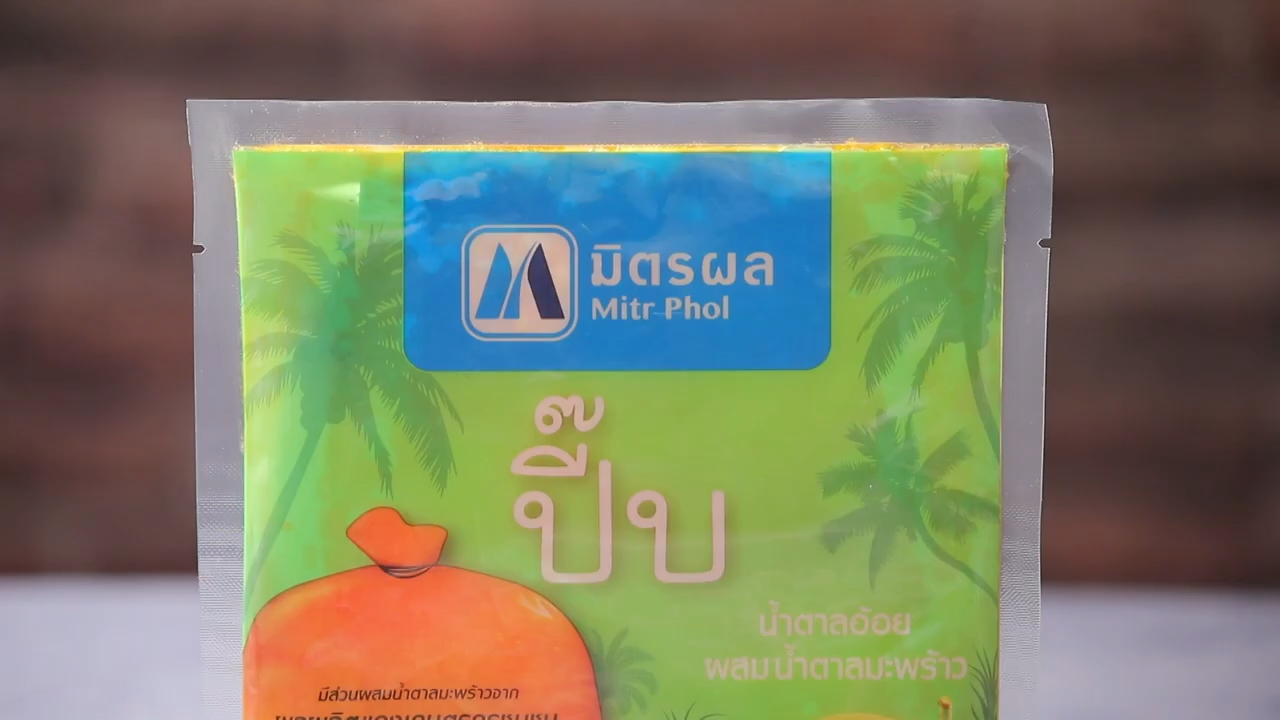 มิตรผล
Mitr Phol
ปี๊บ
น้ำตาลอ้อย
ผสมน้ำตาลมะพร้าว
มีส่วนผสมน้ำตาลมะพร้าวจาก